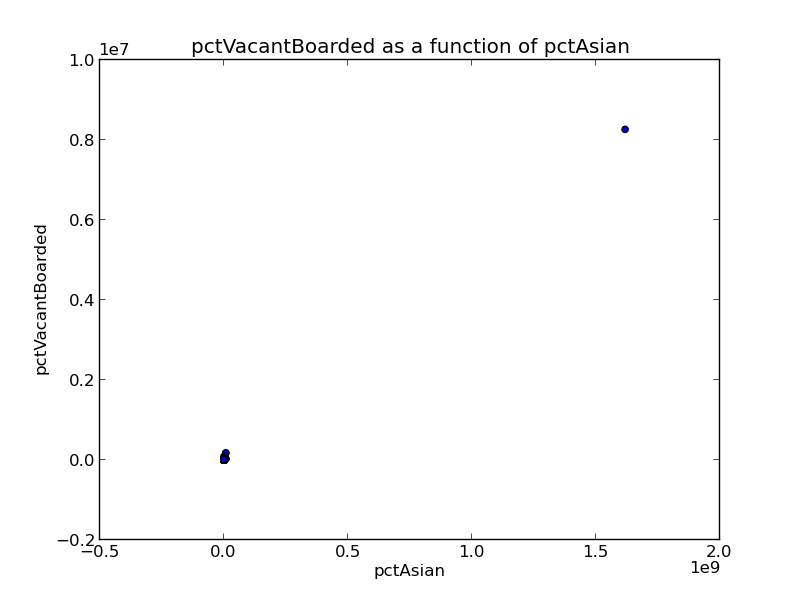 pctVacantBoarded as a function of pctAsian
1e7
1.0
0.8
0.6
0.4
0.2
0.0
−0.2
pctVacantBoarded
−0.5
0.0
0.5
1.0
1.5
2.0
1e9
pctAsian